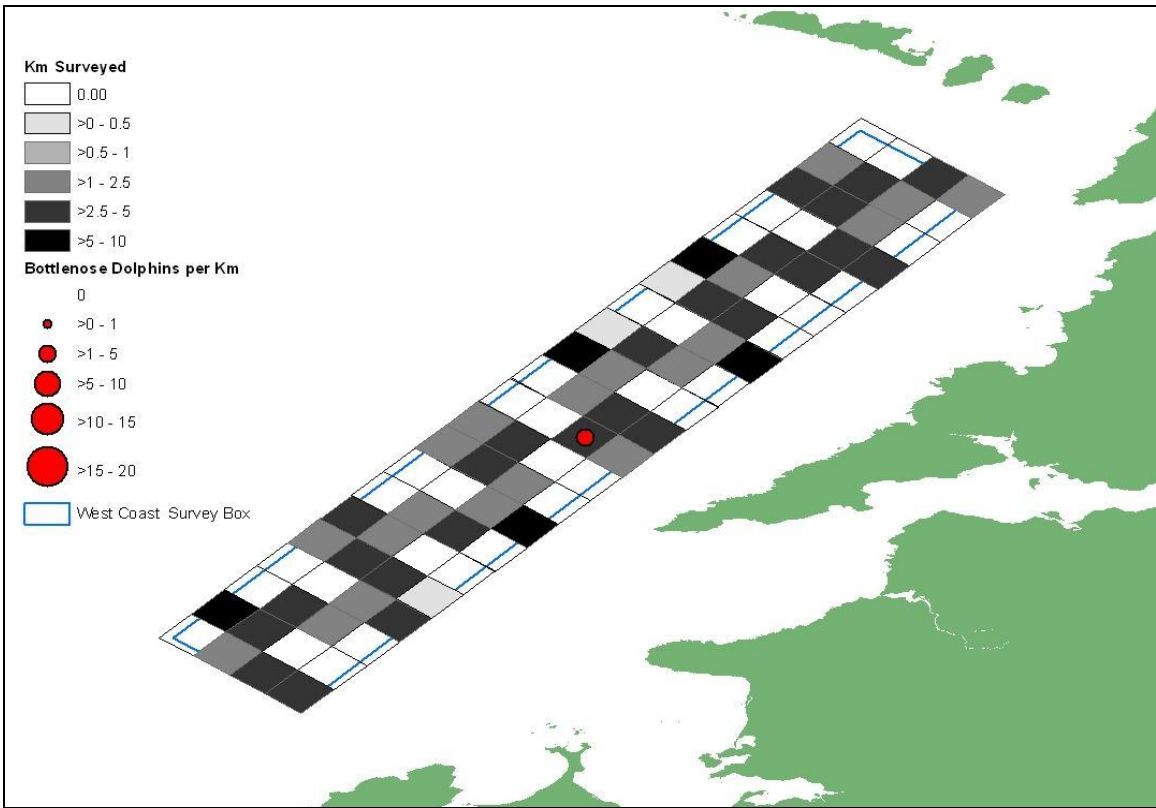 Km Surveyed
0.00
>0 - 0.5
>0.5 - 1
>1 - 2.5
>2.5 - 5
>5 - 10
Bottlenose Dolphins per Km
0
>0 - 1
>1 - 5
>5 - 10
>10 - 15
>15 - 20
West Coast Survey Box